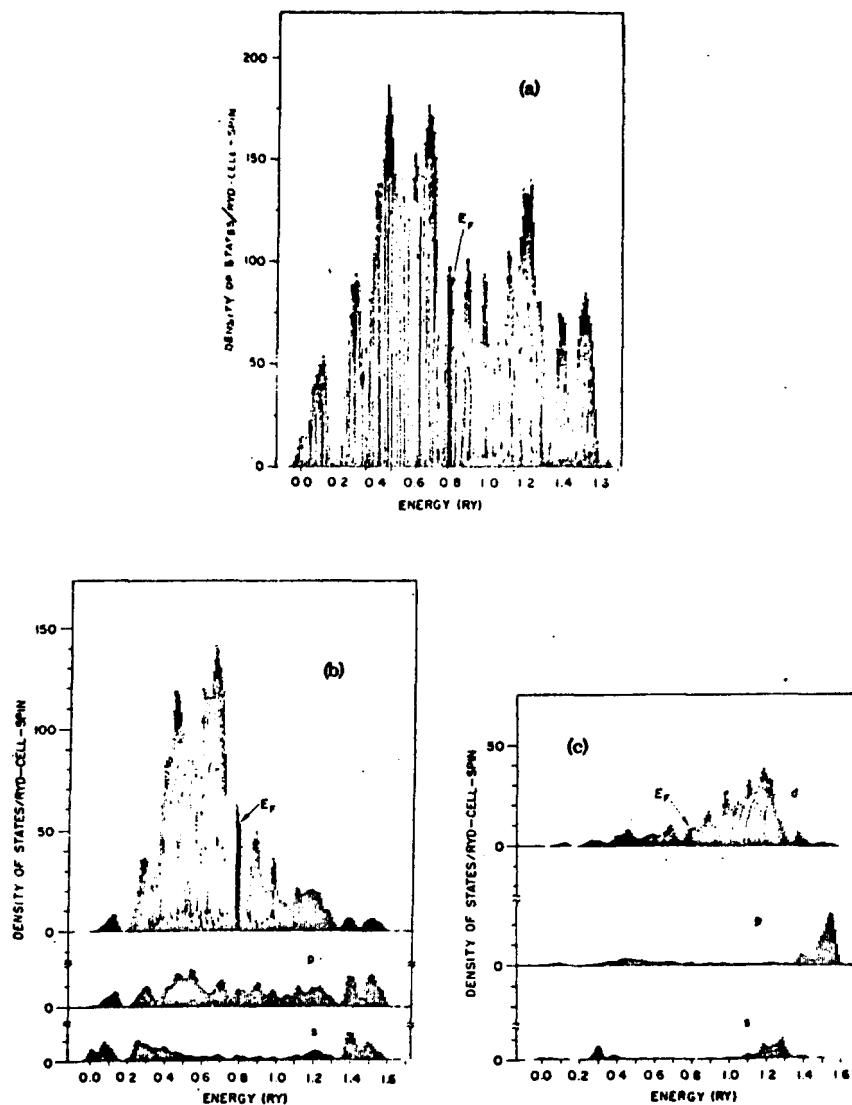 (a)
200
150
100
50
0
DENSITY OF STATES/RYD-CELL-SPIN
E_F
0.0 0.2 0.4 0.6 0.8 1.0 1.2 1.4 1.3
ENERGY (RY)
(b)
150
100
50
0
DENSITY OF STATES/RYD-CELL-SPIN
E_F
p
0
s
0
0.0 0.2 0.4 0.6 0.8 1.0 1.2 1.4 1.6
ENERGY (RY)
(c)
50
0
DENSITY OF STATES/RYD-CELL-SPIN
E_F
d
p
0
s
0
0.0 0.2 0.4 0.6 0.8 1.0 1.2 1.4 1.6
ENERGY (RY)